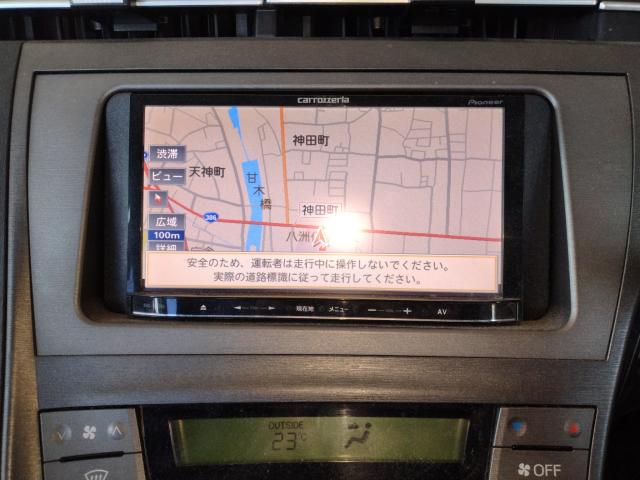 carrozzeria
Pioneer
渋滞
ビュー
天神町
神田町
甘木橋
386
神田町
広域
100m
八洲
詳細
安全のため、運転者は走行中に操作しないでください。
実際の道路標識に従って走行してください。
現在地
メニュー
AV
OUTSIDE
23℃
OFF